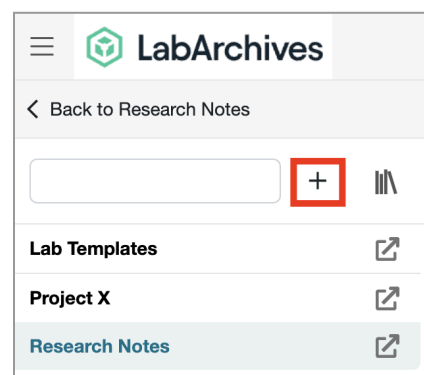 LabArchives
Back to Research Notes
Lab Templates
Project X
Research Notes